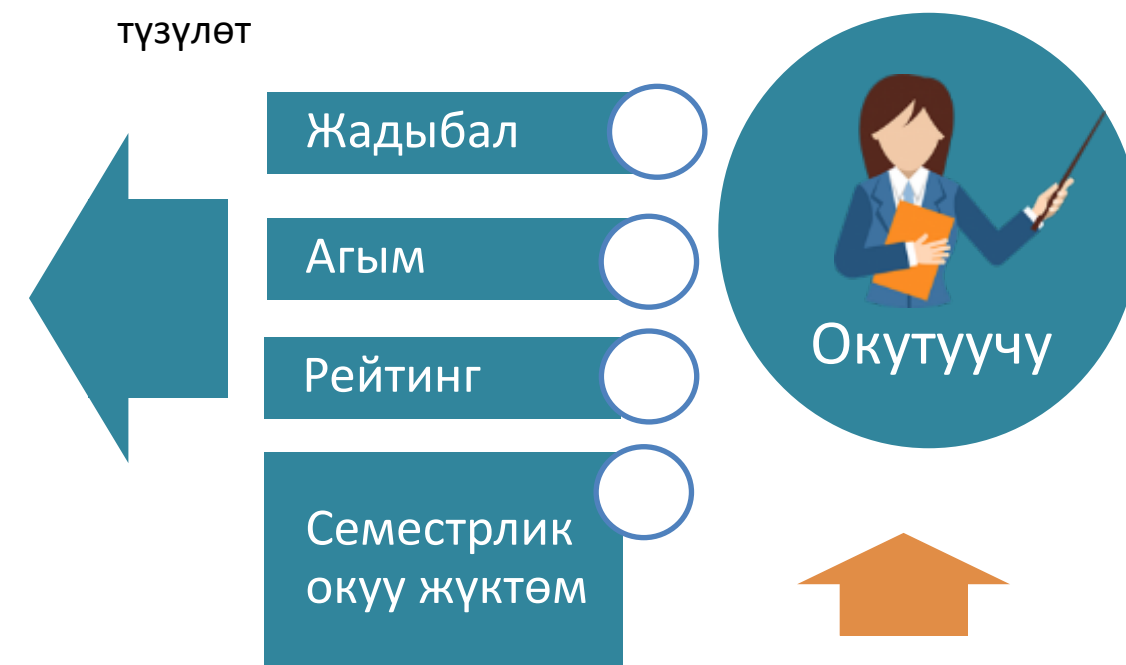 түзүлөт
Жадыбал
Агым
Рейтинг
Семестрлик
окуу жүктөм
Окутуучу